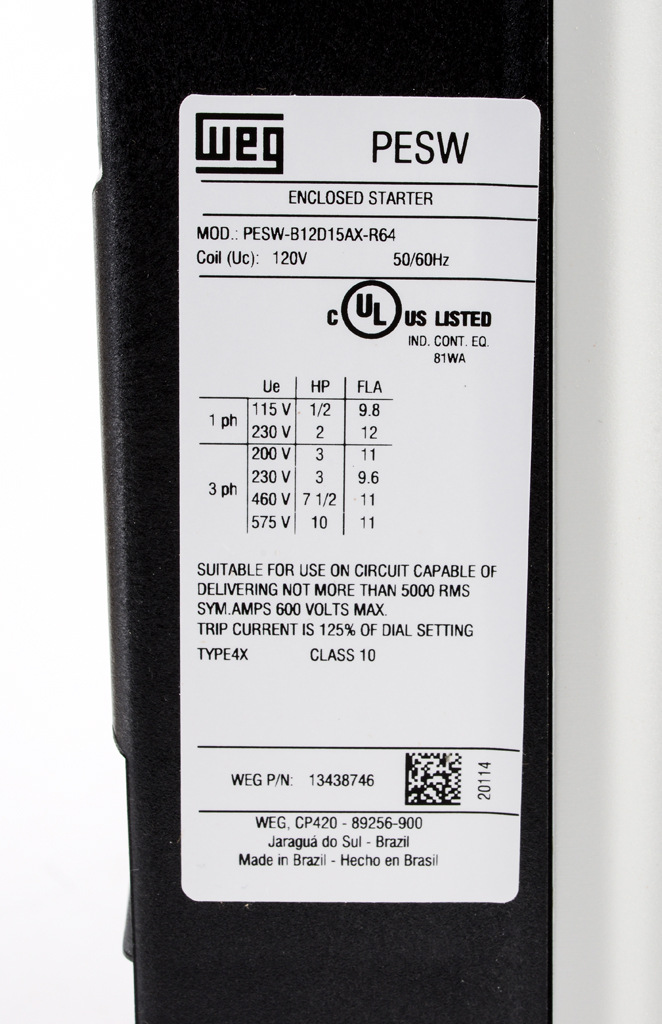 weg PESW
ENCLOSED STARTER
MOD.: PESW-B12D15AX-R64
Coil (Uc): 120V 50/60Hz
C UL US LISTED
IND. CONT. EQ.
81WA
Ue HP FLA
1 ph 115 V 1/2 9.8
230 V 2 12
3 ph 200 V 3 11
230 V 3 9.6
460 V 7 1/2 11
575 V 10 11
SUITABLE FOR USE ON CIRCUIT CAPABLE OF
DELIVERING NOT MORE THAN 5000 RMS
SYM.AMPS 600 VOLTS MAX.
TRIP CURRENT IS 125% OF DIAL SETTING
TYPE4X CLASS 10
WEG P/N: 13438746 20114
WEG, CP420 - 89256-900
Jaraguá do Sul - Brazil
Made in Brazil - Hecho en Brasil